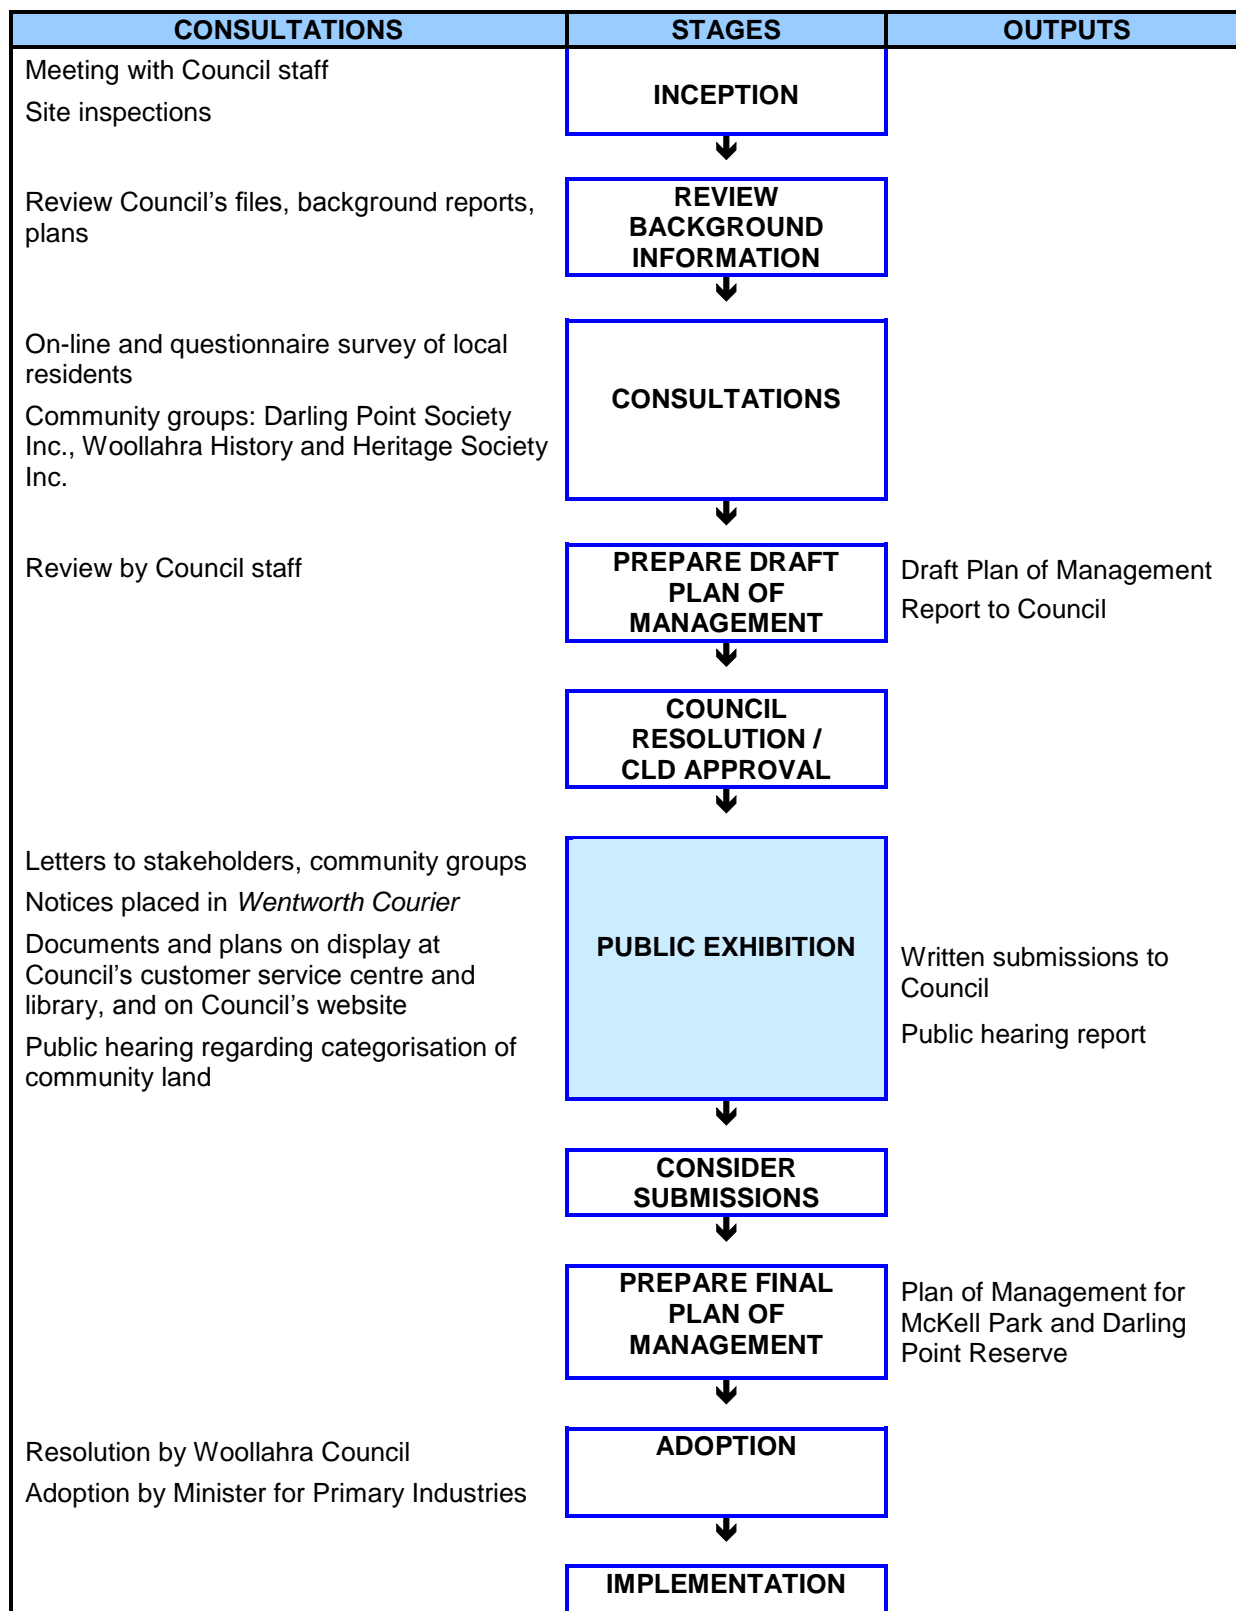 CONSULTATIONS STAGES OUTPUTS
Meeting with Council staff
Site inspections
INCEPTION
Review Council’s files, background reports,
plans
REVIEW
BACKGROUND
INFORMATION
On-line and questionnaire survey of local
residents
Community groups: Darling Point Society
Inc., Woollahra History and Heritage Society
Inc.
CONSULTATIONS
Review by Council staff
PREPARE DRAFT
PLAN OF
MANAGEMENT
Draft Plan of Management
Report to Council
COUNCIL
RESOLUTION /
CLD APPROVAL
Letters to stakeholders, community groups
Notices placed in Wentworth Courier
Documents and plans on display at
Council’s customer service centre and
library, and on Council’s website
Public hearing regarding categorisation of
community land
PUBLIC EXHIBITION
Written submissions to
Council
Public hearing report
CONSIDER
SUBMISSIONS
PREPARE FINAL
PLAN OF
MANAGEMENT
Plan of Management for
McKell Park and Darling
Point Reserve
Resolution by Woollahra Council
Adoption by Minister for Primary Industries
ADOPTION
IMPLEMENTATION